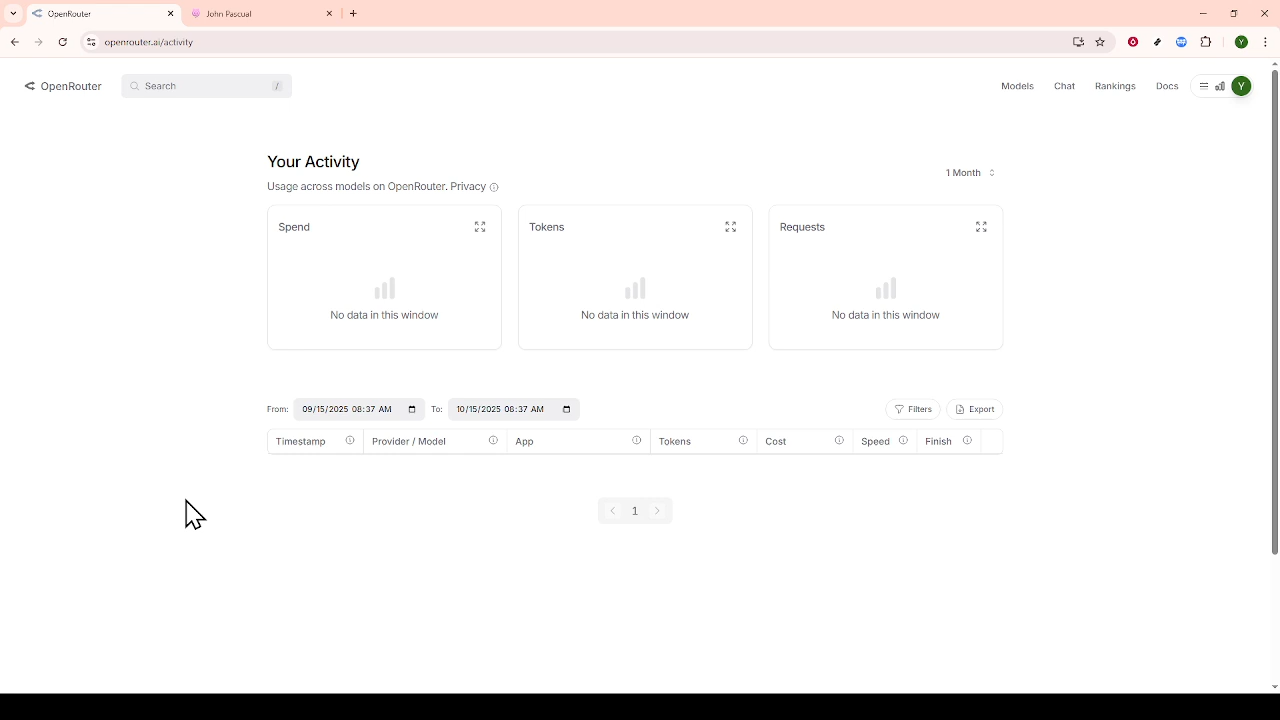 OpenRouter
John Pascual
openrouter.ai/activity
Y
OpenRouter
Search /
Models Chat Rankings Docs Y
Your Activity
1 Month
Usage across models on OpenRouter. Privacy
Spend Tokens Requests
No data in this window No data in this window No data in this window
From: 09/15/2025 08:37 AM To: 10/15/2025 08:37 AM Filters Export
Timestamp Provider / Model App Tokens Cost Speed Finish
1